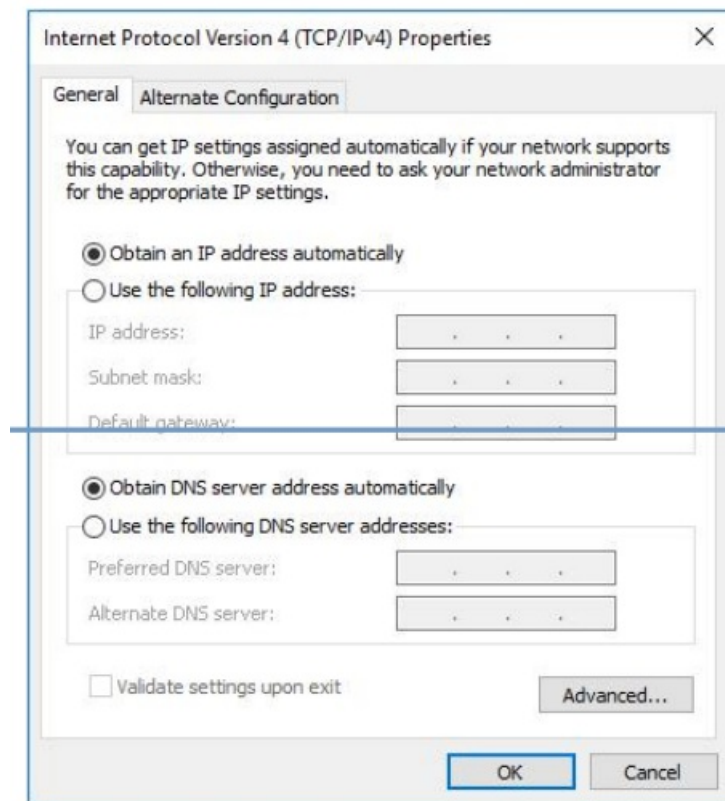 Internet Protocol Version 4 (TCP/IPv4) Properties
General
Alternate Configuration
You can get IP settings assigned automatically if your network supports
this capability. Otherwise, you need to ask your network administrator
for the appropriate IP settings.
Obtain an IP address automatically
Use the following IP address:
IP address:
Subnet mask:
Default gateway:
Obtain DNS server address automatically
Use the following DNS server addresses:
Preferred DNS server:
Alternate DNS server:
Validate settings upon exit
Advanced...
OK
Cancel